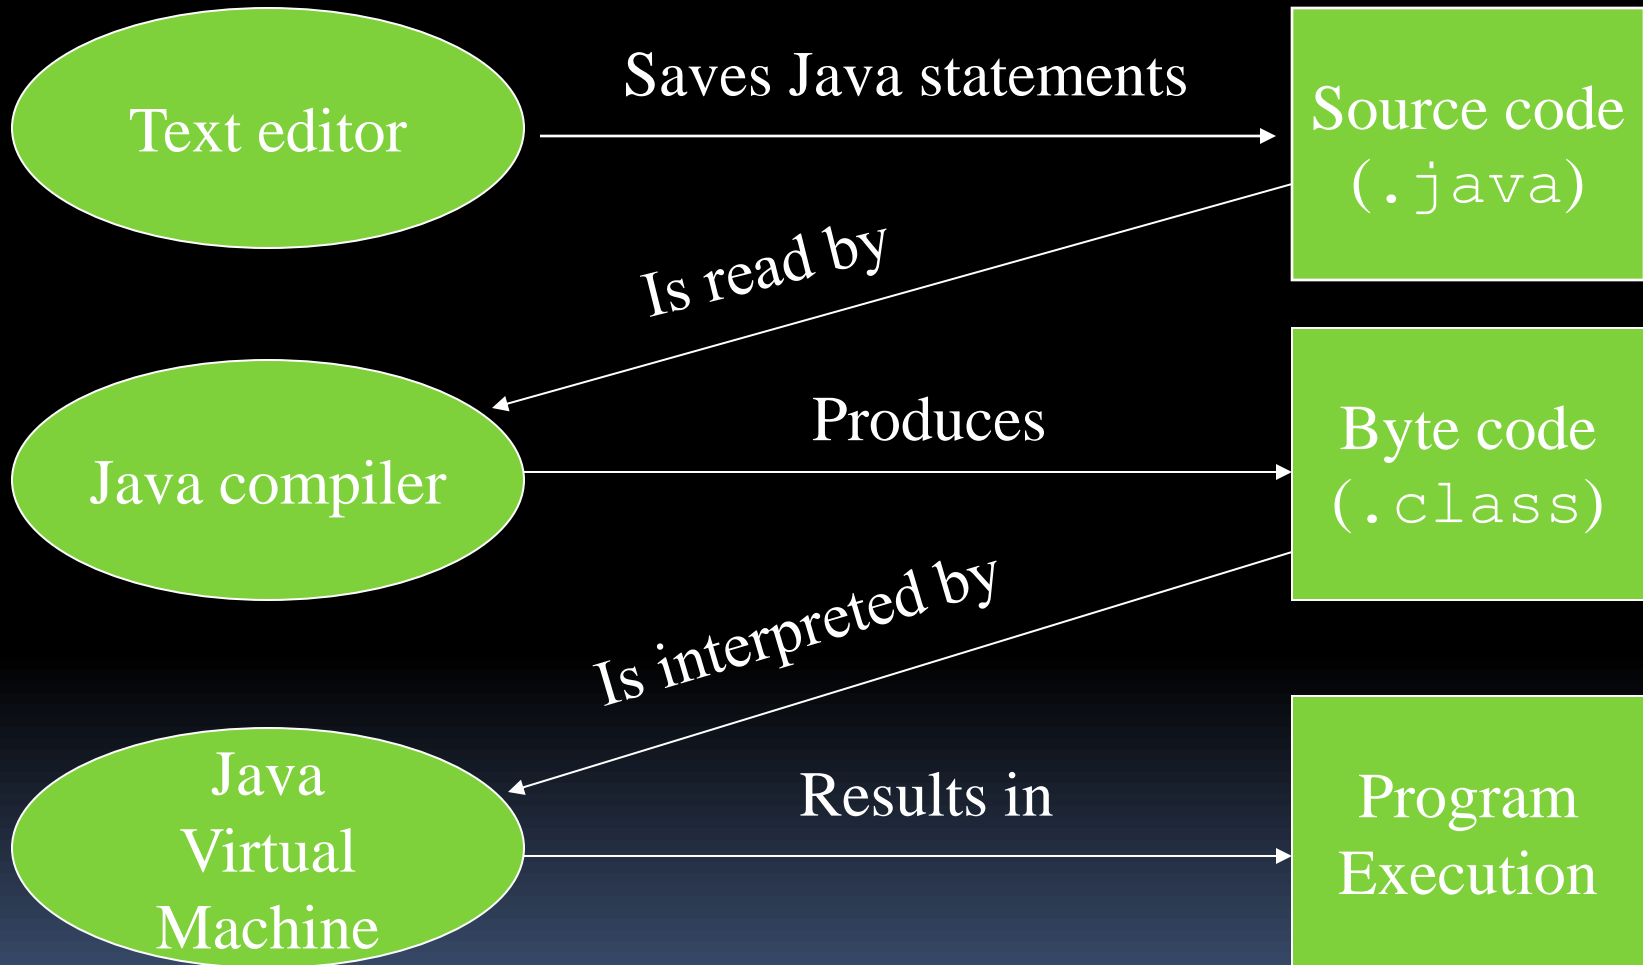 Text editor
Saves Java statements
Source code
(.java)
Is read by
Java compiler
Produces
Byte code
(.class)
Is interpreted by
Java
Virtual
Machine
Results in
Program
Execution